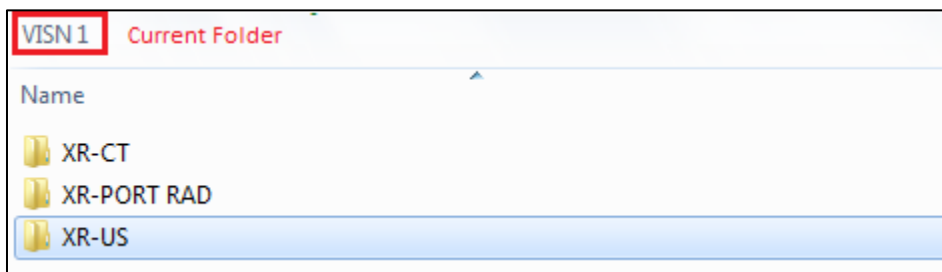 VISN 1 Current Folder
Name
XR-CT
XR-PORT RAD
XR-US